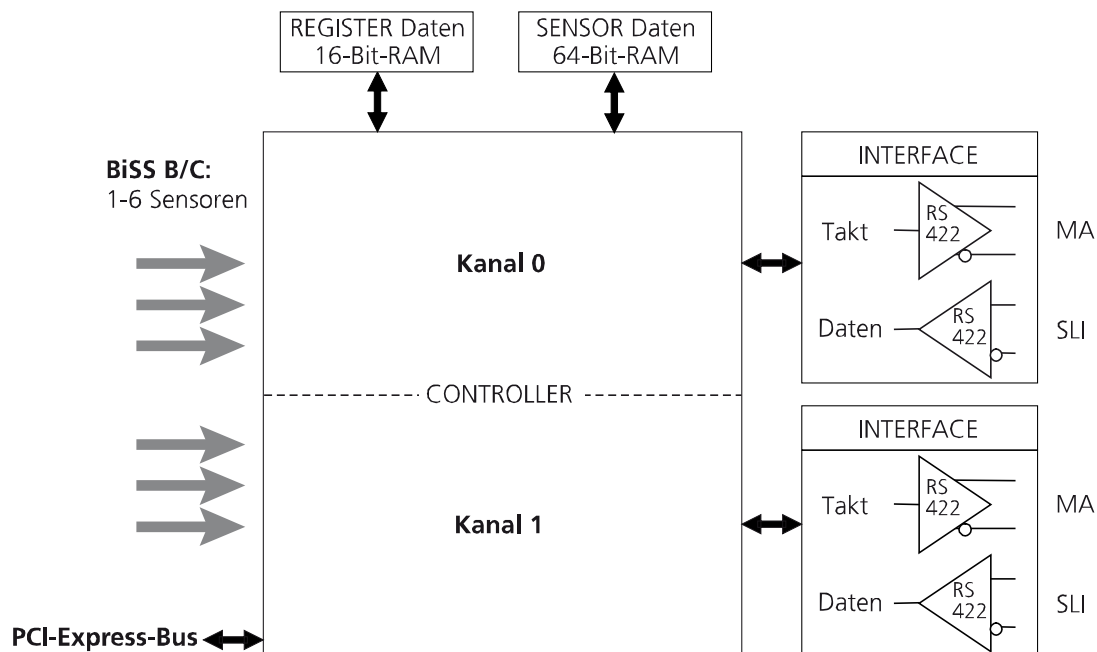 REGISTER Daten
16-Bit-RAM
SENSOR Daten
64-Bit-RAM
BiSS B/C:
1-6 Sensoren
Kanal 0
CONTROLLER
Kanal 1
PCI-Express-Bus
INTERFACE
Takt
RS
422
MA
Daten
RS
422
SLI
INTERFACE
Takt
RS
422
MA
Daten
RS
422
SLI